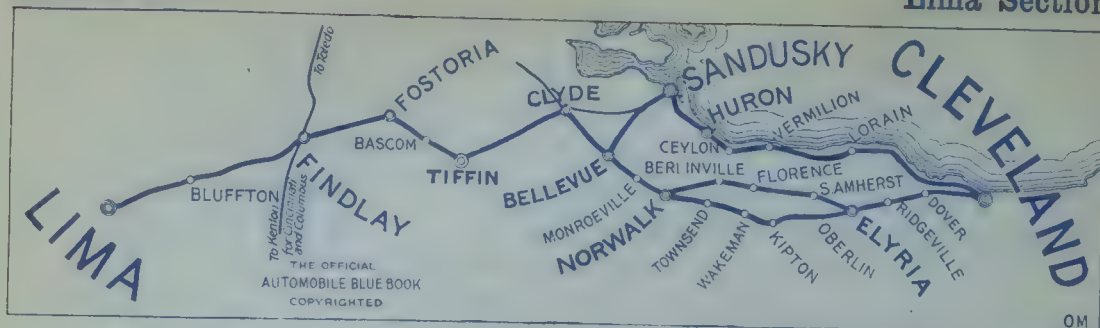 Lima Section
To Toledo
FOSTORIA
CLYDE
SANDUSKY
HURON
CLEVELAND
VERMILION
LORAIN
BASCOM
TIFFIN
CEYLON
BERLINVILLE
FLORENCE
S.AMHERST
BLUFFTON
FINDLAY
BELLEVUE
MONROEVILLE
NORWALK
TOWNSEND
WAKEMAN
KIPTON
OBERLIN
ELYRIA
RIDGEVILLE
DOVER
LIMA
To Kenton
for Cincinnati
and Columbus
THE OFFICIAL
AUTOMOBILE BLUE BOOK
COPYRIGHTED
OM